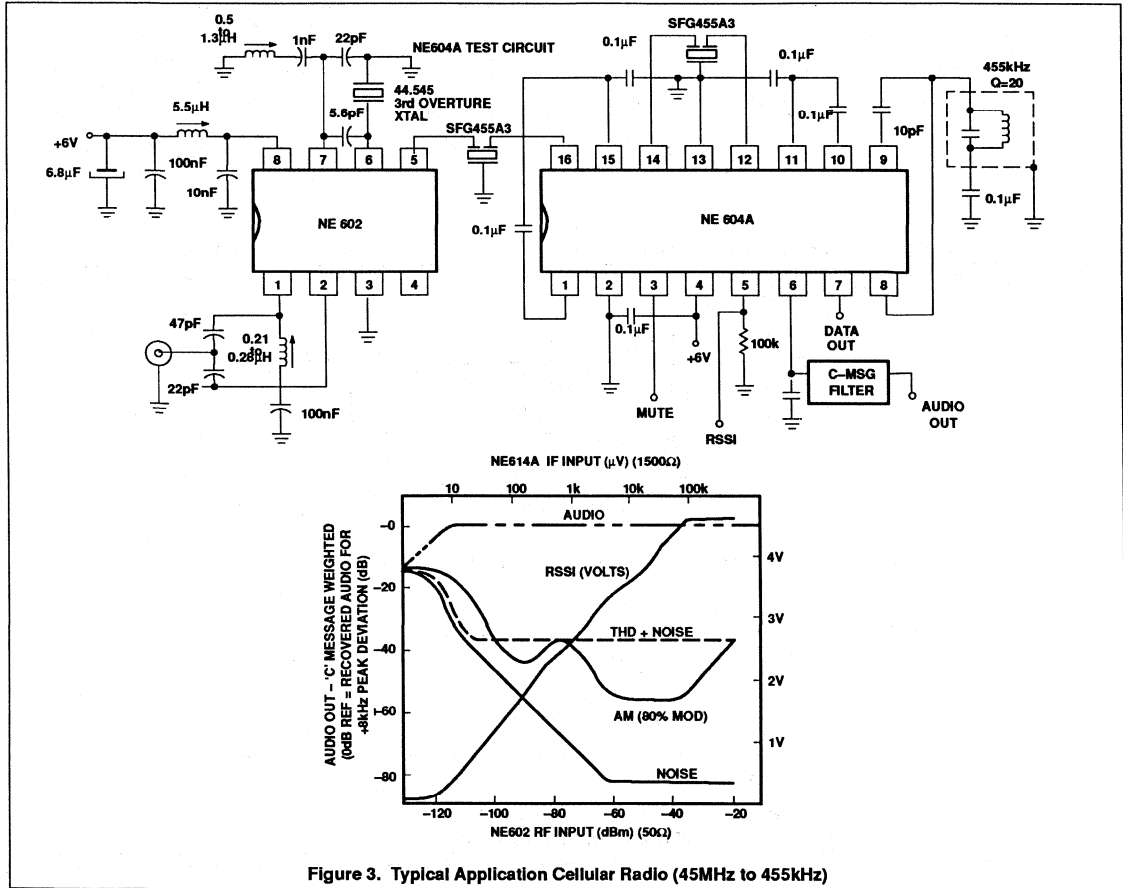 0.5
to
1.3µH
1nF
22pF
NE604A TEST CIRCUIT
44.545
3rd OVERTURE
XTAL
5.6pF
5.5µH
+6V
6.8µF
100nF
10nF
SFG455A3
8
7
6
5
NE 602
1
2
3
4
47pF
0.21
to
0.28µH
22pF
100nF
SFG455A3
0.1µF
0.1µF
0.1µF
10pF
455kHz
Q=20
0.1µF
0.1µF
16
15
14
13
12
11
10
9
NE 604A
1
2
3
4
5
6
7
8
0.1µF
+6V
100k
MUTE
RSSI
DATA
OUT
C–MSG
FILTER
AUDIO
OUT
NE614A IF INPUT (µV) (1500Ω)
10
100
1k
10k
100k
AUDIO OUT – 'C' MESSAGE WEIGHTED
(0dB REF = RECOVERED AUDIO FOR
+8kHz PEAK DEVIATION (dB)
–0
–20
–40
–60
–80
AUDIO
RSSI (VOLTS)
THD + NOISE
AM (80% MOD)
NOISE
4V
3V
2V
1V
–120
–100
–80
–60
–40
–20
NE602 RF INPUT (dBm) (50Ω)
Figure 3. Typical Application Cellular Radio (45MHz to 455kHz)